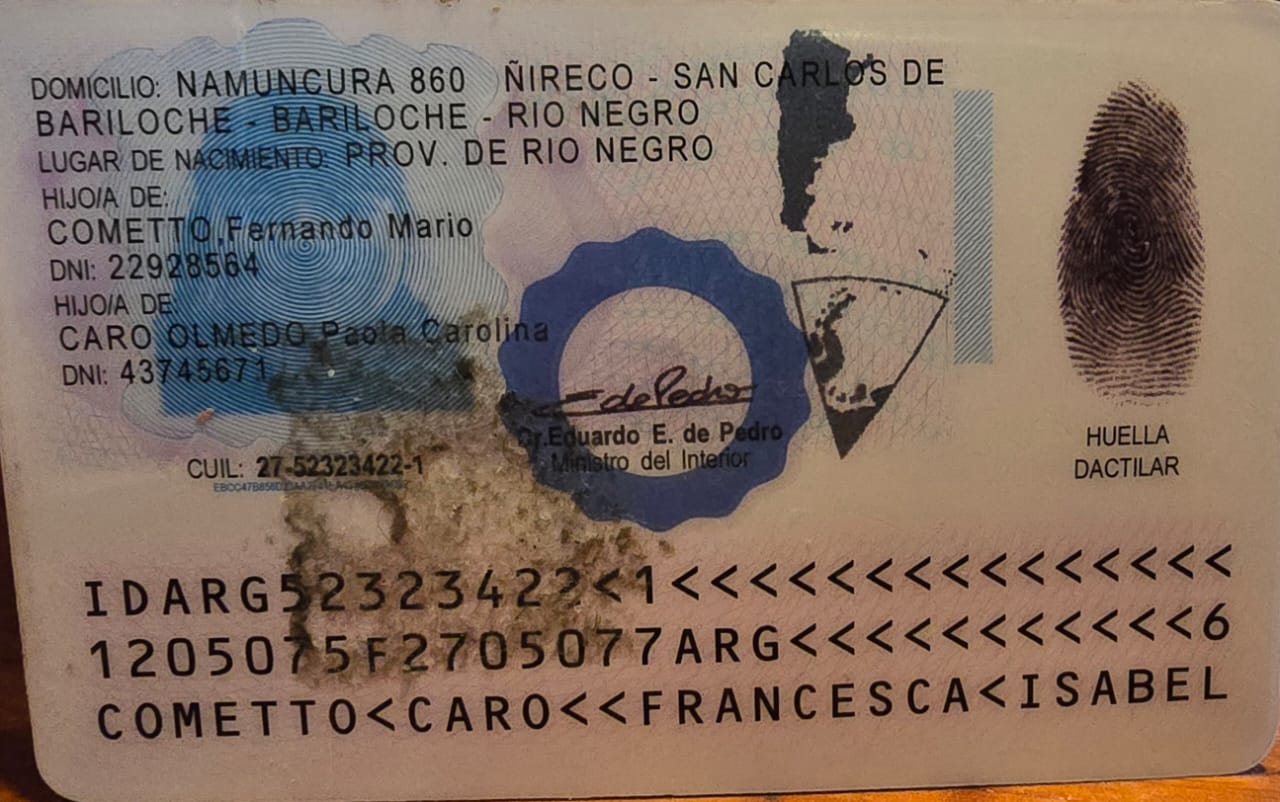 DOMICILIO: NAMUNCURA 860 ÑIRECO - SAN CARLOS DE
BARILOCHE - BARILOCHE - RIO NEGRO
LUGAR DE NACIMIENTO: PROV. DE RIO NEGRO
HIJO/A DE:
COMETTO,Fernando Mario
DNI: 22928564
HIJO/A DE
CARO OLMEDO Paola Carolina
DNI: 43745671
CUIL: 27-52323422-1
E de Pedro
Dr.Eduardo E. de Pedro
Ministro del Interior
HUELLA
DACTILAR
IDARG52323422<1<<<<<<<<<<<<<<<
1205075F2705077ARG<<<<<<<<<<<6
COMETTO<CARO<<FRANCESCA<ISABEL